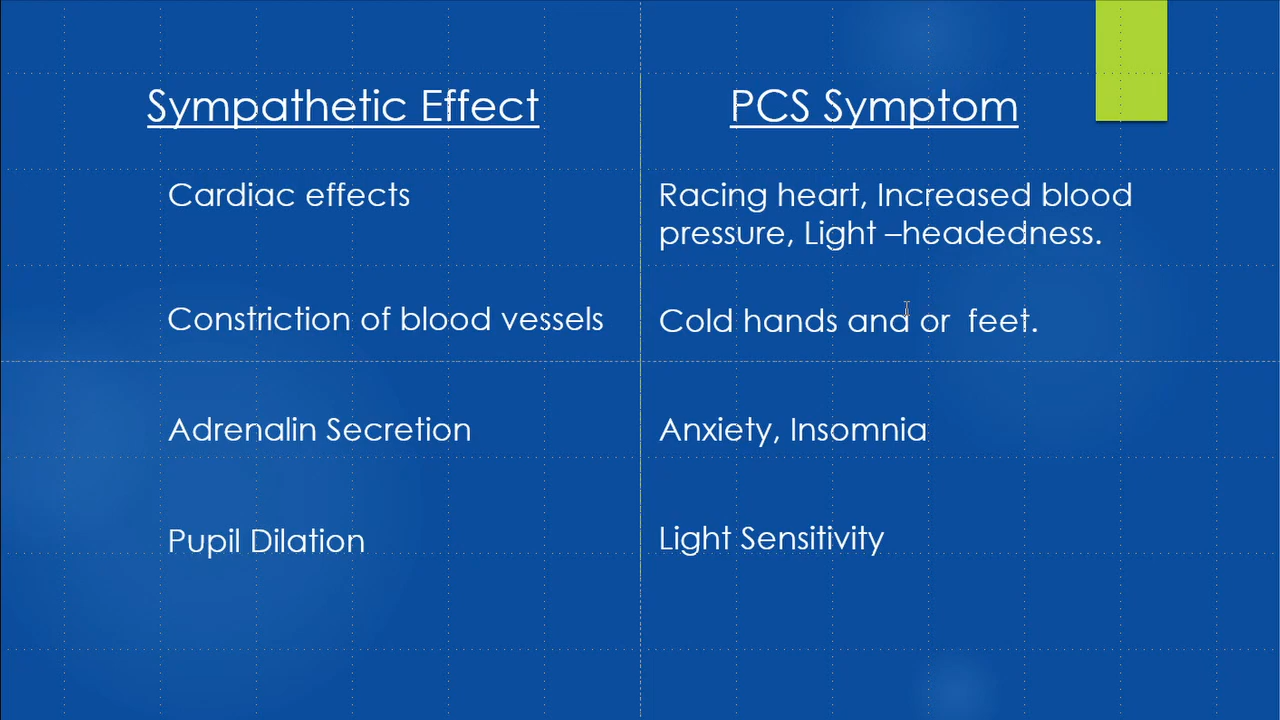 Sympathetic Effect
PCS Symptom
Cardiac effects
Racing heart, Increased blood
pressure, Light –headedness.
Constriction of blood vessels
Cold hands and or  feet.
Adrenalin Secretion
Anxiety, Insomnia
Pupil Dilation
Light Sensitivity